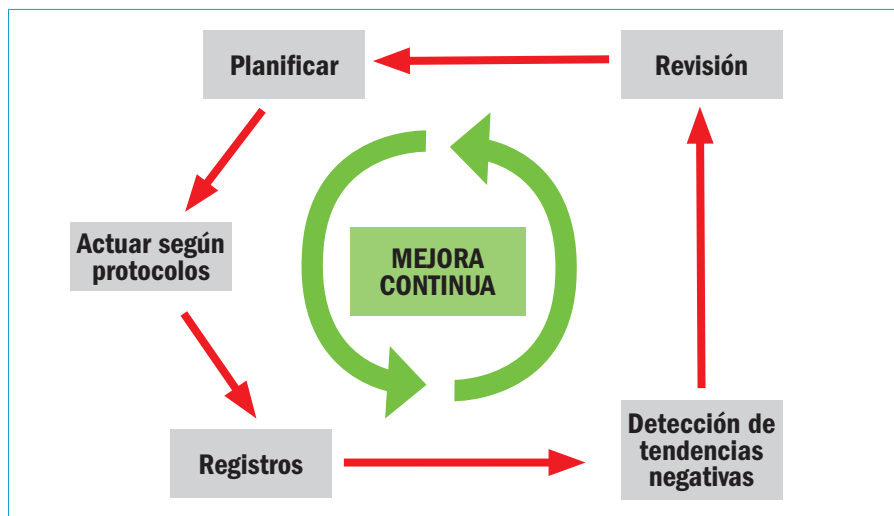 Planificar
Revisión
Actuar según
protocolos
MEJORA
CONTINUA
Registros
Detección de
tendencias
negativas